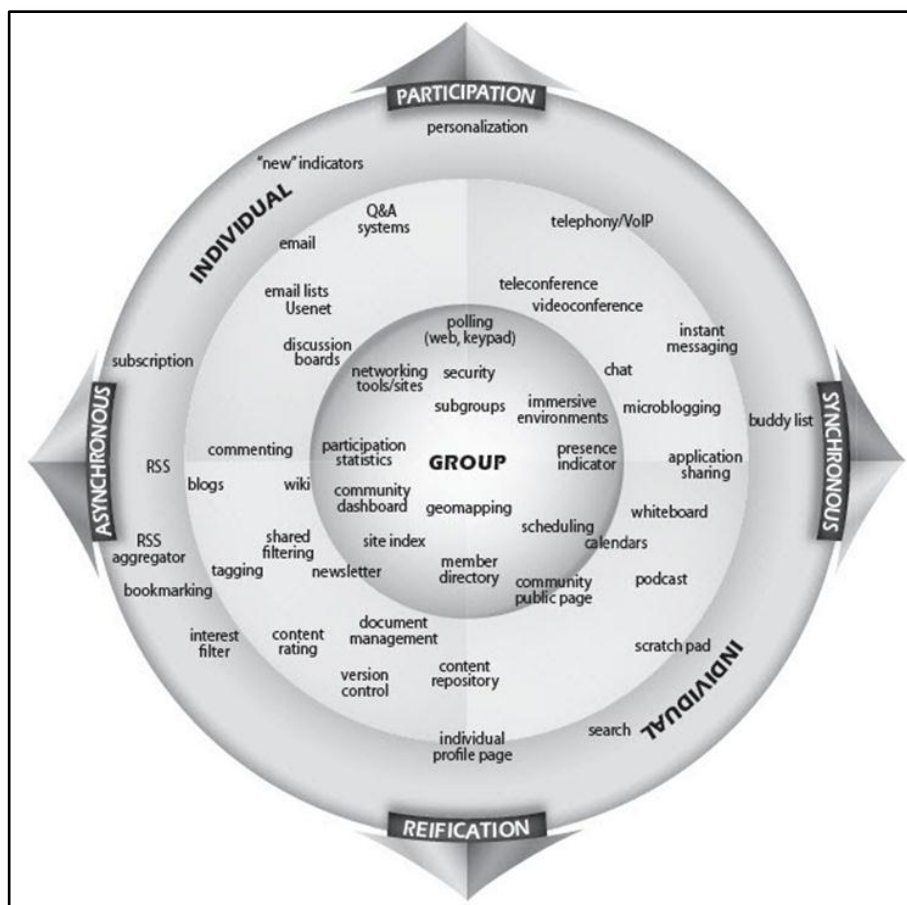 PARTICIPATION
personalization
"new" indicators
INDIVIDUAL
Q&A
systems
telephony/VoIP
email
email lists
Usenet
teleconference
videoconference
polling
(web, keypad)
instant
messaging
discussion
boards
subscription
networking
tools/sites
security
chat
subgroups
immersive
environments
microblogging
buddy list
ASYNCHRONOUS
SYNCHRONOUS
commenting
participation
statistics
GROUP
presence
indicator
application
sharing
RSS
blogs
wiki
community
dashboard
geomapping
whiteboard
scheduling
calendars
RSS
aggregator
shared
filtering
site index
tagging
newsletter
member
directory
community
public page
podcast
bookmarking
interest
filter
content
rating
document
management
scratch pad
version
control
content
repository
INDIVIDUAL
search
individual
profile page
REIFICATION